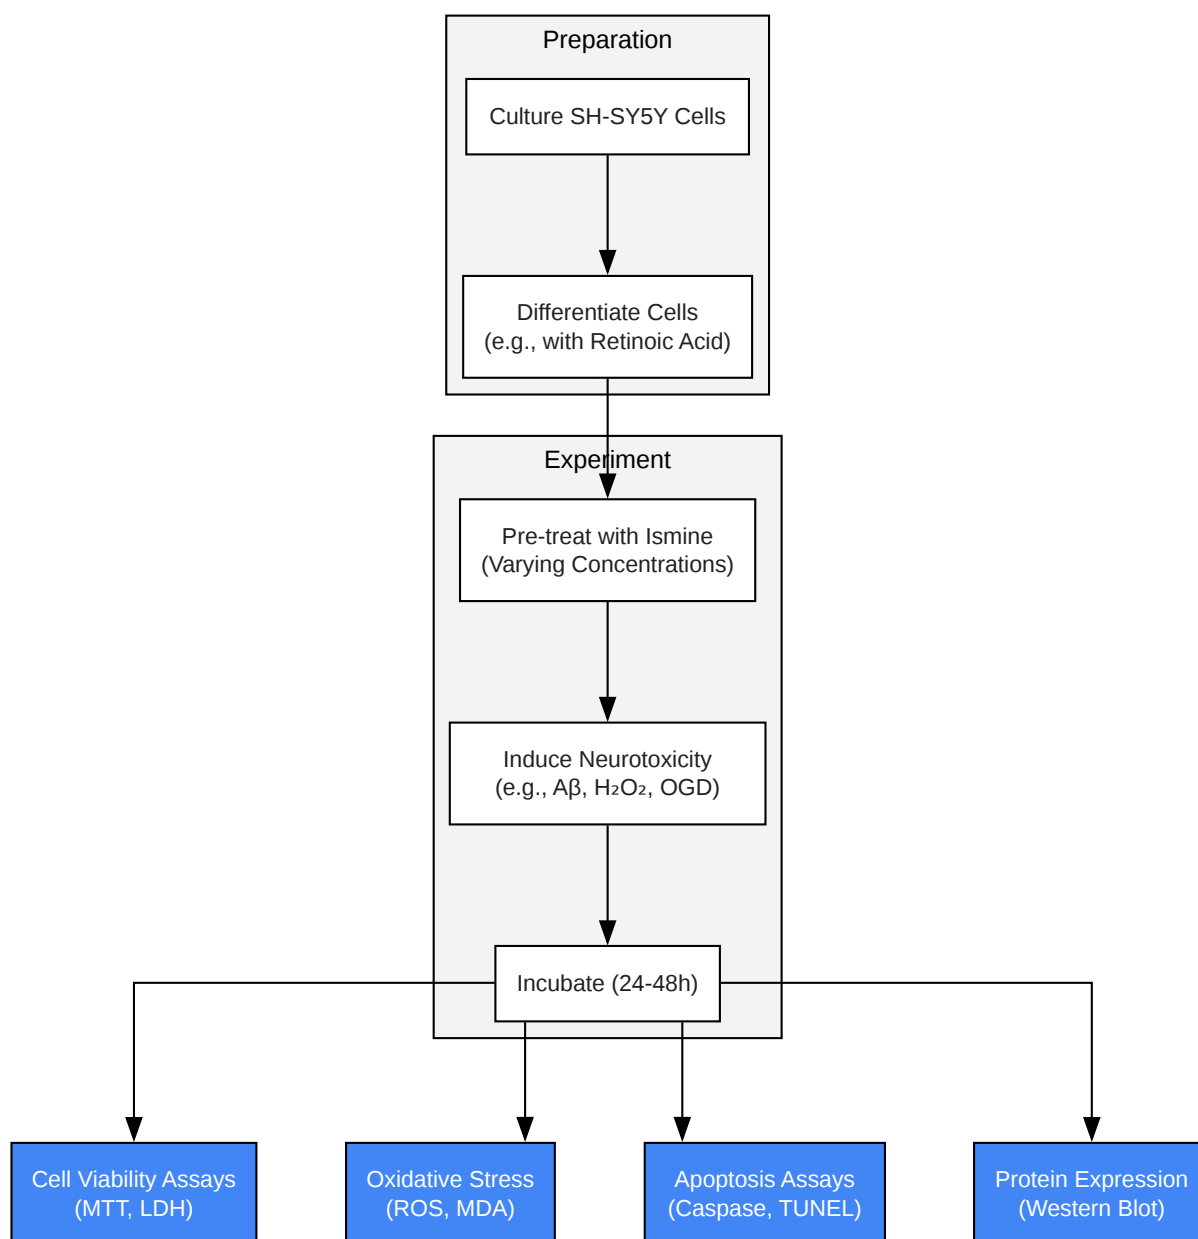 Preparation
Culture SH-SY5Y Cells
Differentiate Cells
(e.g., with Retinoic Acid)
Experiment
Pre-treat with Ismine
(Varying Concentrations)
Induce Neurotoxicity
(e.g., Aβ, H₂O₂, OGD)
Incubate (24-48h)
Cell Viability Assays
(MTT, LDH)
Oxidative Stress
(ROS, MDA)
Apoptosis Assays
(Caspase, TUNEL)
Protein Expression
(Western Blot)